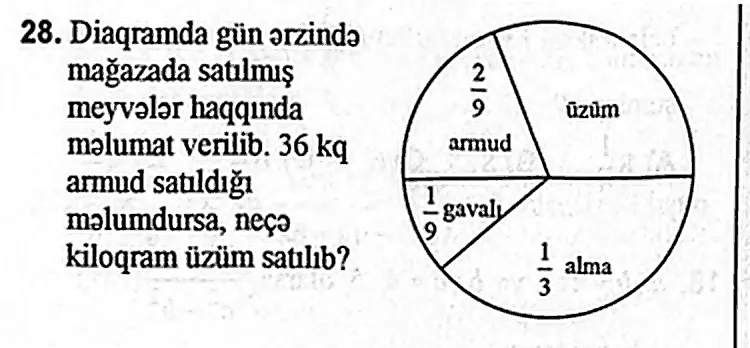 28. Diaqramda gün ərzində
mağazada satılmış
meyvələr haqqında
məlumat verilib. 36 kq
armud satıldığı
məlumdursa, neçə
kiloqram üzüm satılıb?
2/9
armud
üzüm
1/9 gavalı
1/3 alma